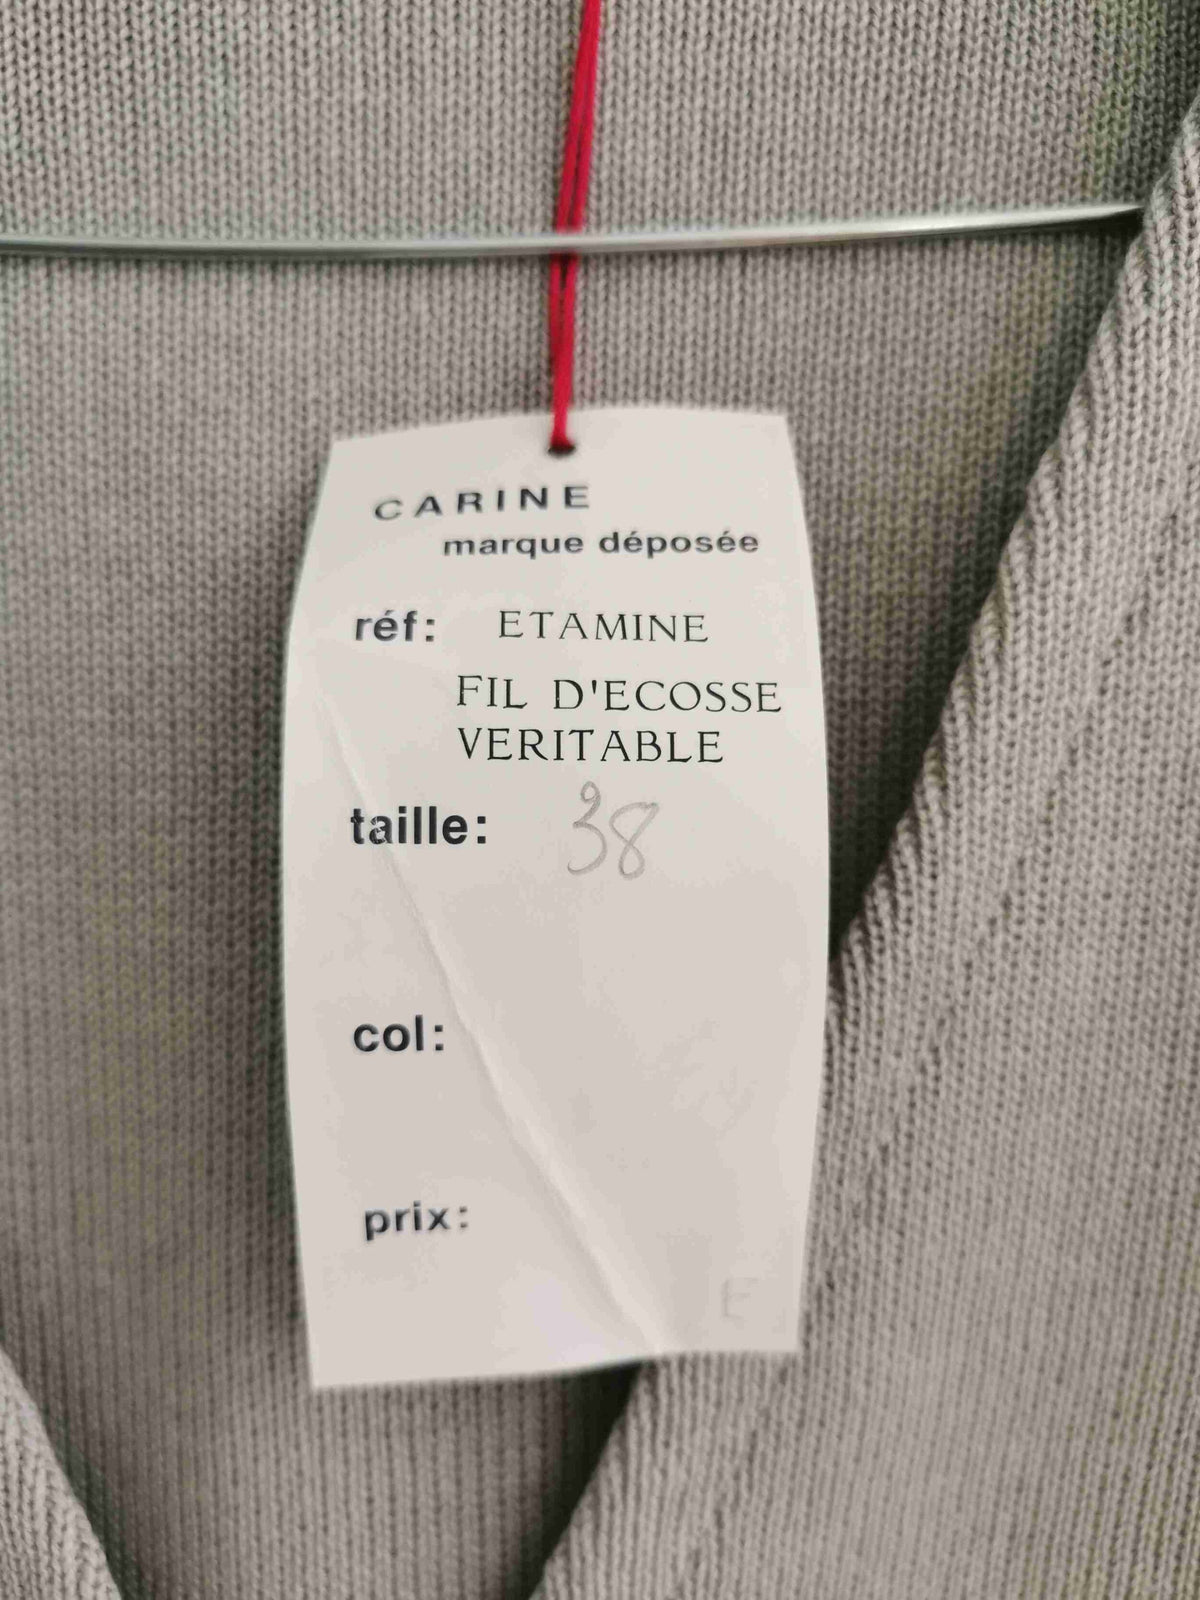 CARINE
marque déposée
réf: ETAMINE
FIL D'ECOSSE
VERITABLE
taille: 38
col:
prix:
E